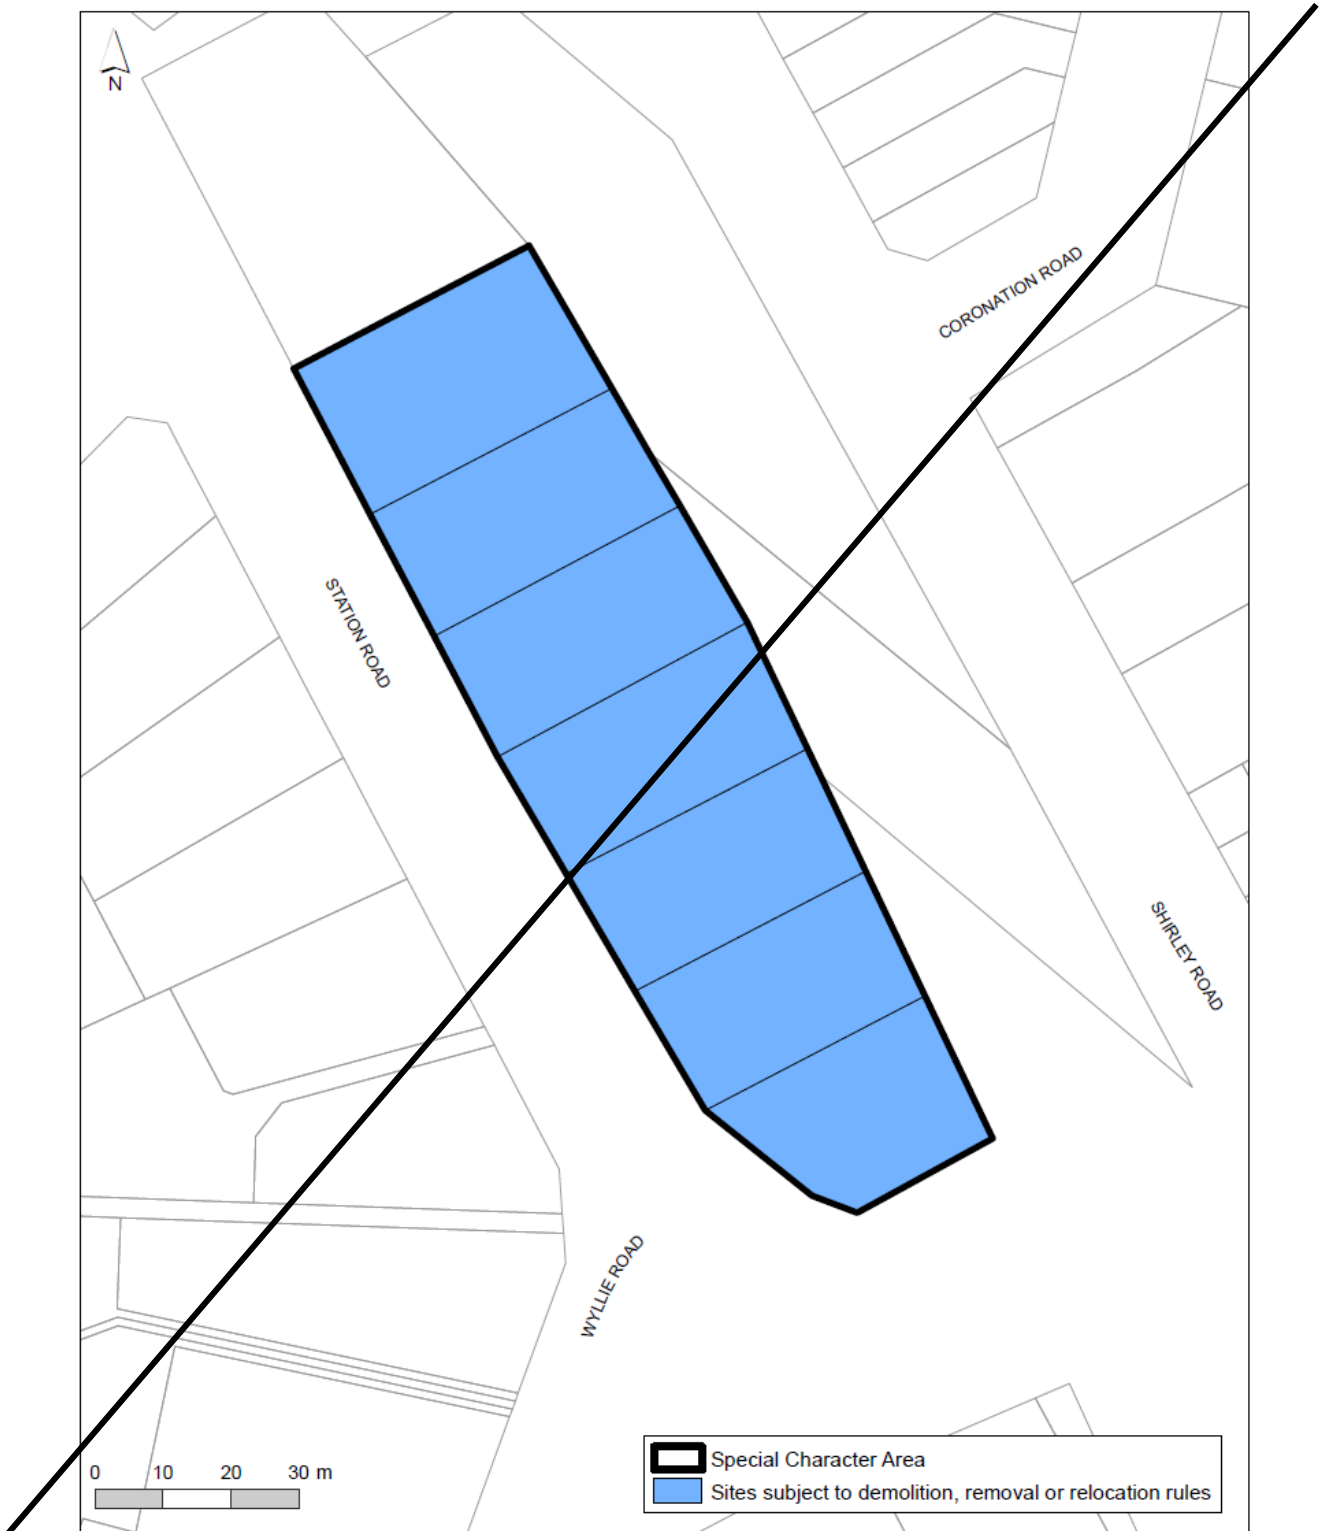 N
CORONATION ROAD
STATION ROAD
SHIRLEY ROAD
WYLLIE ROAD
0 10 20 30 m
Special Character Area
Sites subject to demolition, removal or relocation rules